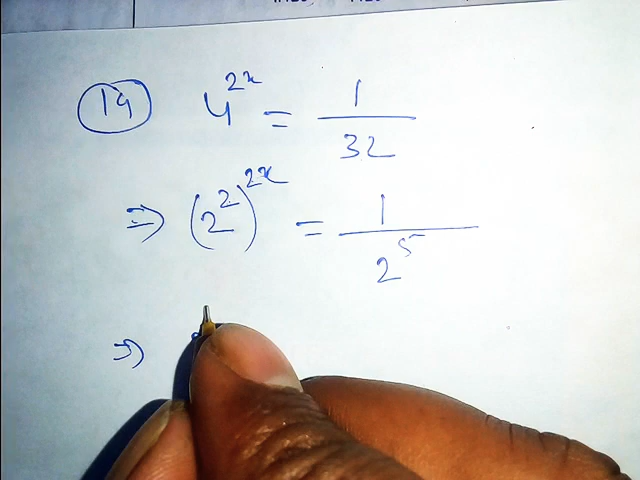 14 4^{2x} = 1/32
⇒ (2^2)^{2x} = 1/2^5
⇒